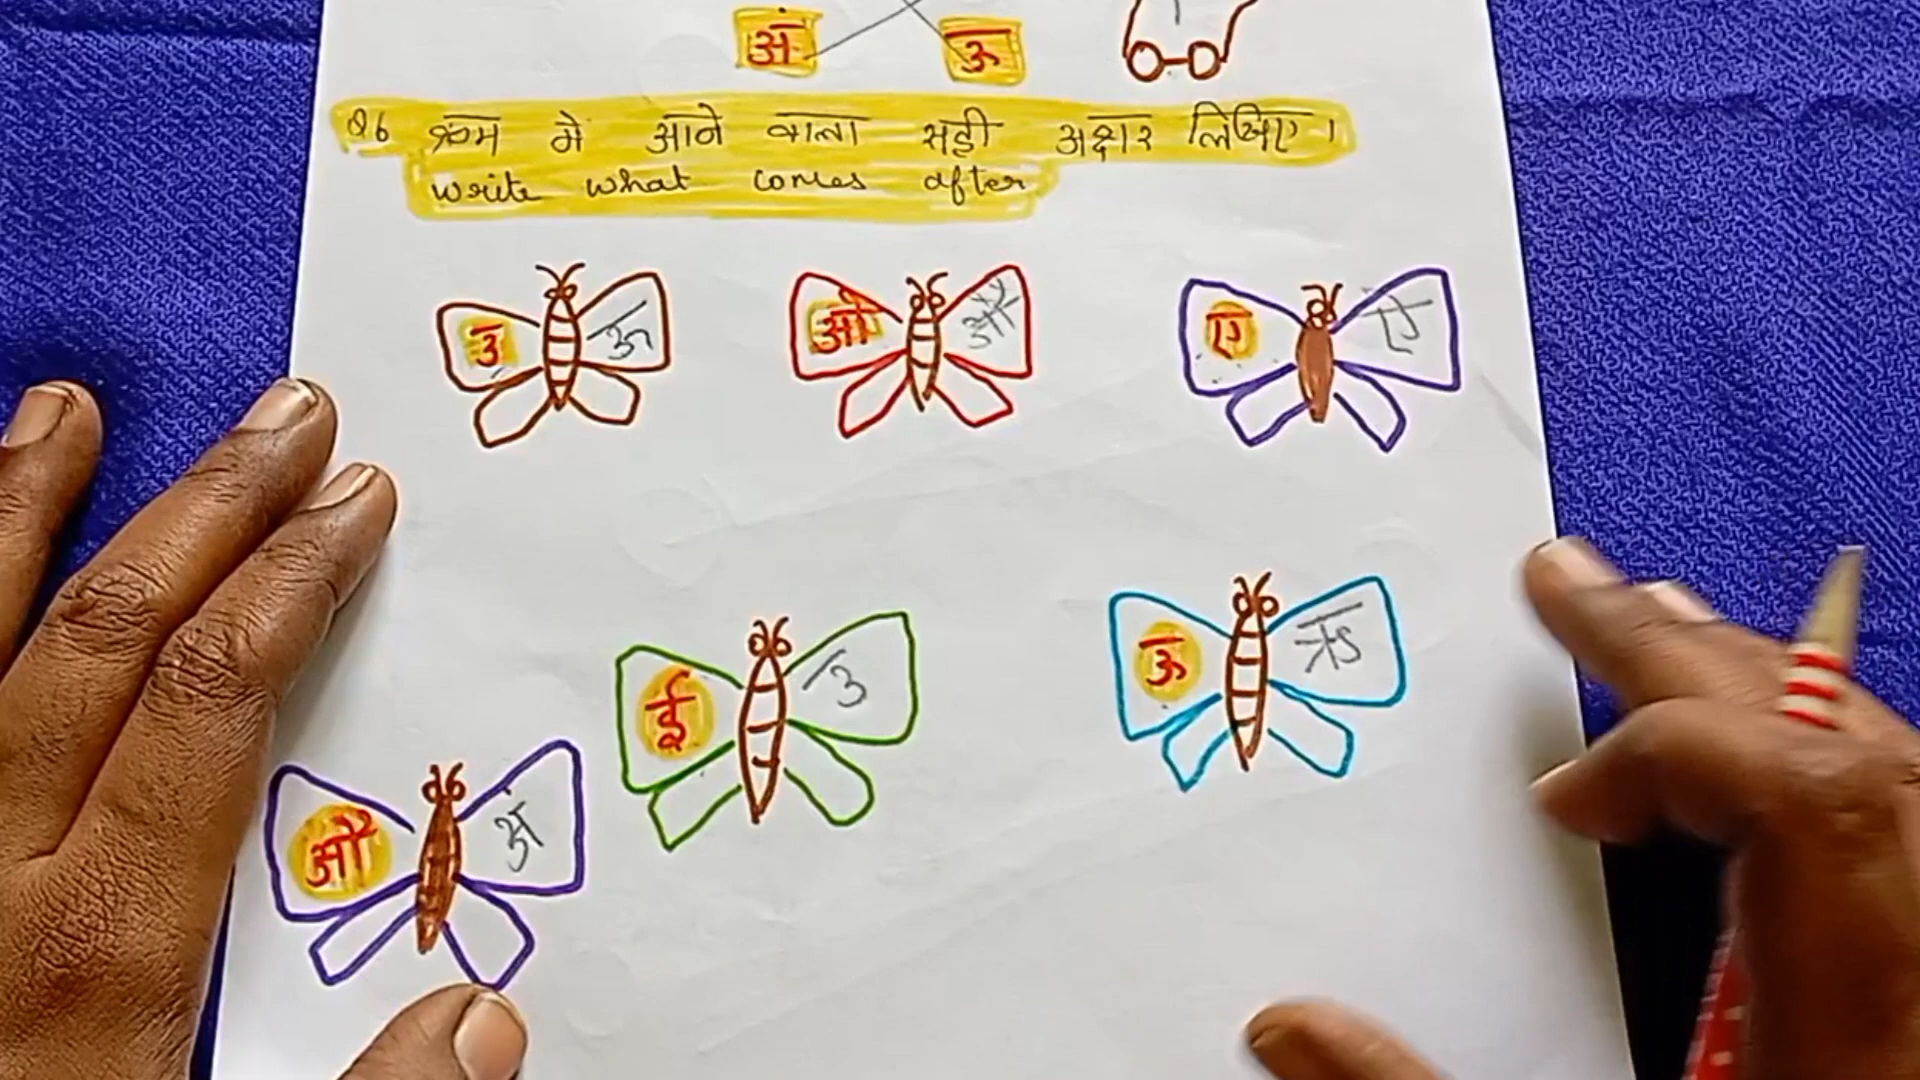 अं ऊ
Q6 क्रम मे आने वाला सही अक्षर लिखिए।
write what comes after
उ ऊ ओ औ ए ऐ
ई उ ऊ ऋ
औ अं